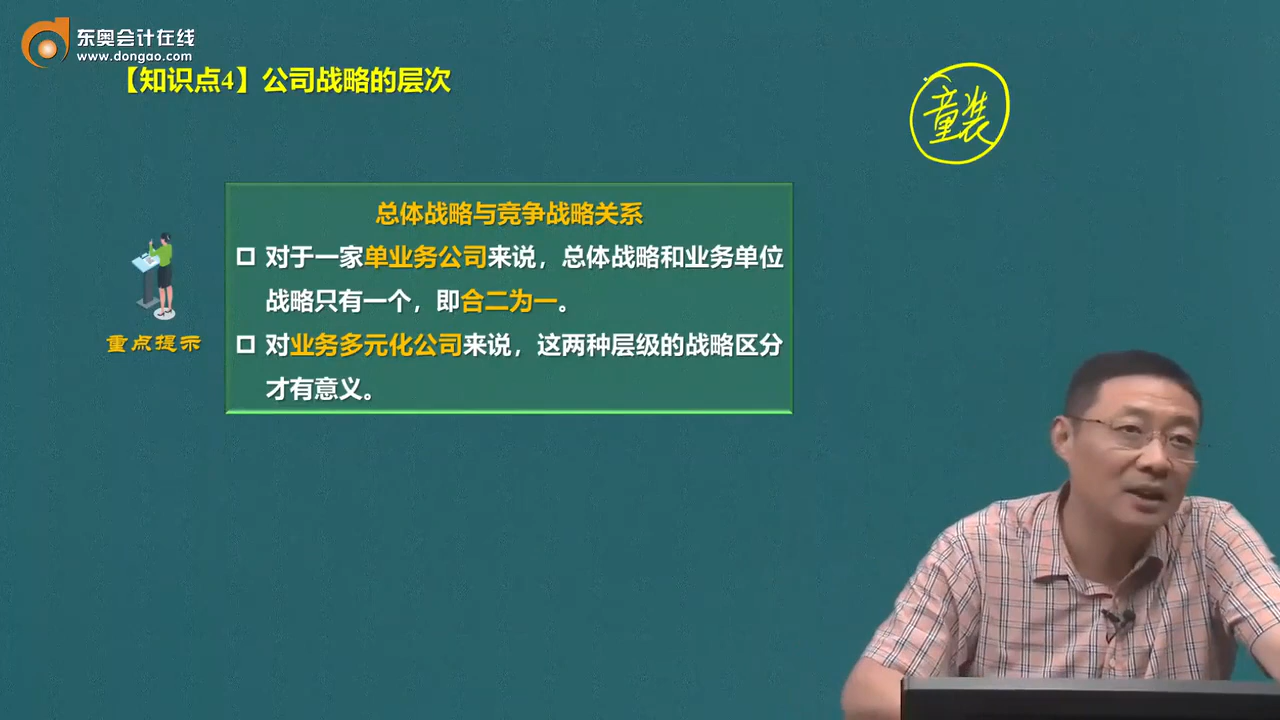 东奥会计在线
www.dongao.com
【知识点4】公司战略的层次
童装
总体战略与竞争战略关系
对于一家单业务公司来说，总体战略和业务单位
战略只有一个，即合二为一。
重点提示
对业务多元化公司来说，这两种层级的战略区分
才有意义。